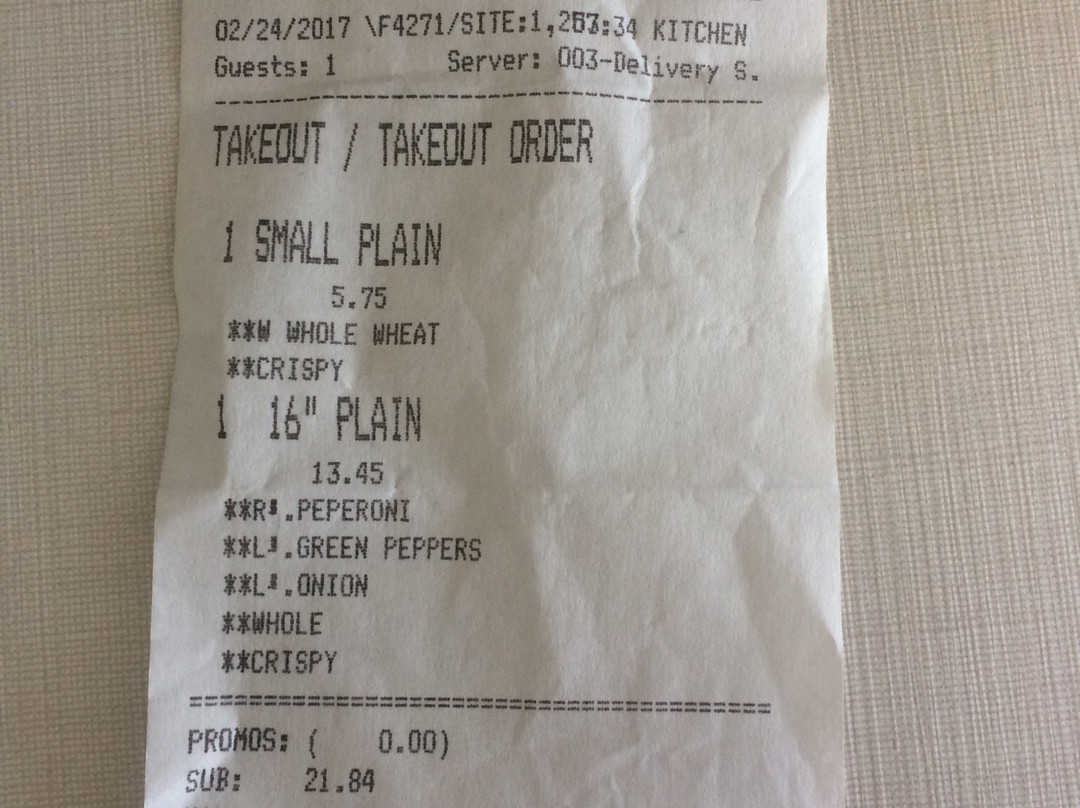 02/24/2017 \F4271/SITE:1, :34 KITCHEN
Guests: 1 Server: 003-Delivery S.
TAKEOUT / TAKEOUT ORDER
1 SMALL PLAIN
5.75
**W WHOLE WHEAT
**CRISPY
1 16" PLAIN
13.45
**R .PEPERONI
**L .GREEN PEPPERS
**L .ONION
**WHOLE
**CRISPY
PROMOS: ( 0.00)
SUB: 21.84